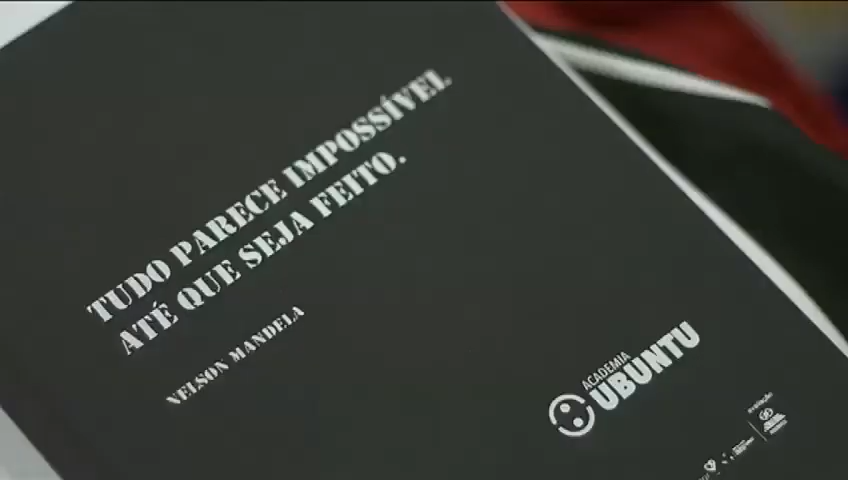 TUDO PARECE IMPOSSÍVEL
ATÉ QUE SEJA FEITO.
NELSON MANDELA
ACADEMIA
UBUNTU